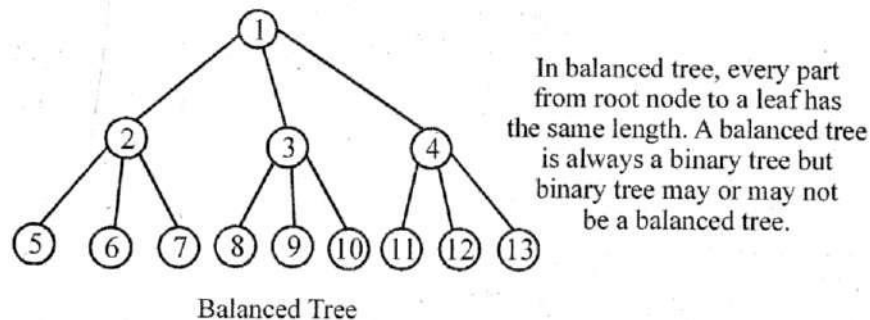 1
2
3
4
5
6
7
8
9
10
11
12
13
Balanced Tree
In balanced tree, every part
from root node to a leaf has
the same length. A balanced tree
is always a binary tree but
binary tree may or may not
be a balanced tree.